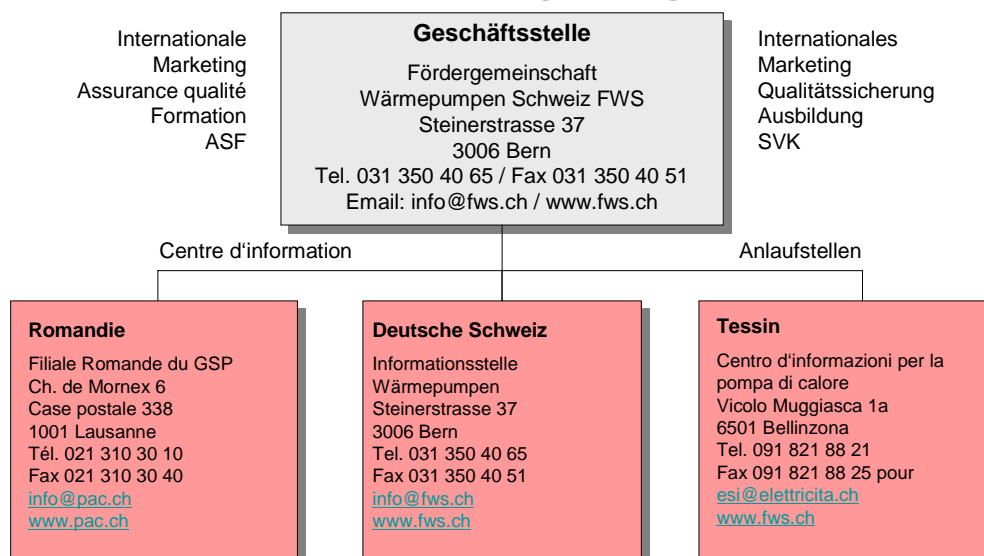 Internationale
Marketing
Assurance qualité
Formation
ASF
Geschäftsstelle
Fördergemeinschaft
Wärmepumpen Schweiz FWS
Steinerstrasse 37
3006 Bern
Tel. 031 350 40 65 / Fax 031 350 40 51
Email: info@fws.ch / www.fws.ch
Internationales
Marketing
Qualitätssicherung
Ausbildung
SVK
Centre d‘information
Anlaufstellen
Romandie
Filiale Romande du GSP
Ch. de Mornex 6
Case postale 338
1001 Lausanne
Tél. 021 310 30 10
Fax 021 310 30 40
info@pac.ch
www.pac.ch
Deutsche Schweiz
Informationsstelle
Wärmepumpen
Steinerstrasse 37
3006 Bern
Tel. 031 350 40 65
Fax 031 350 40 51
info@fws.ch
www.fws.ch
Tessin
Centro d‘informazioni per la
pompa di calore
Vicolo Muggiasca 1a
6501 Bellinzona
Tel. 091 821 88 21
Fax 091 821 88 25 pour
esi@elettricita.ch
www.fws.ch